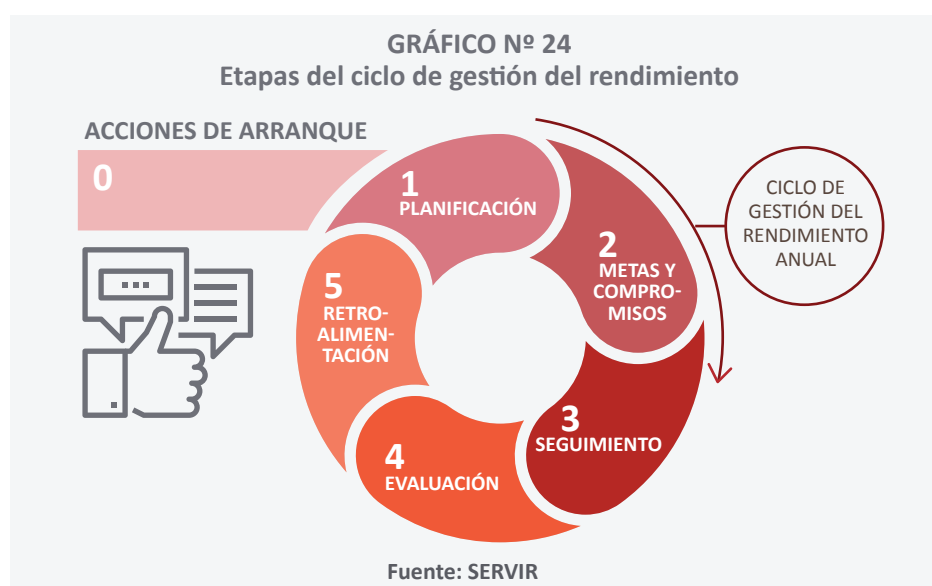 GRÁFICO Nº 24
Etapas del ciclo de gestión del rendimiento
ACCIONES DE ARRANQUE
0
1
PLANIFICACIÓN
2
METAS Y
COMPRO-
MISOS
CICLO DE
GESTIÓN DEL
RENDIMIENTO
ANUAL
3
SEGUIMIENTO
4
EVALUACIÓN
5
RETRO-
ALIMEN-
TACIÓN
Fuente: SERVIR